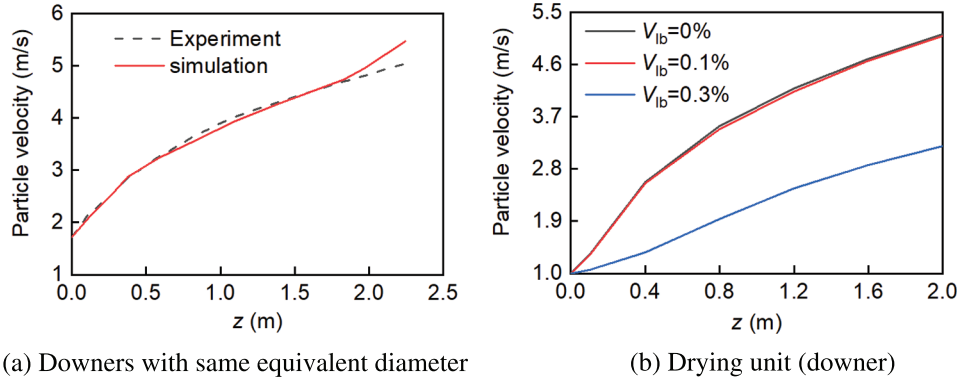 Particle velocity (m/s)
6
5
4
3
2
1
Experiment
simulation
0.0 0.5 1.0 1.5 2.0 2.5
z (m)
(a) Downers with same equivalent diameter
Particle velocity (m/s)
5.5
4.6
3.7
2.8
1.9
1.0
V_lb=0%
V_lb=0.1%
V_lb=0.3%
0.0 0.4 0.8 1.2 1.6 2.0
z (m)
(b) Drying unit (downer)